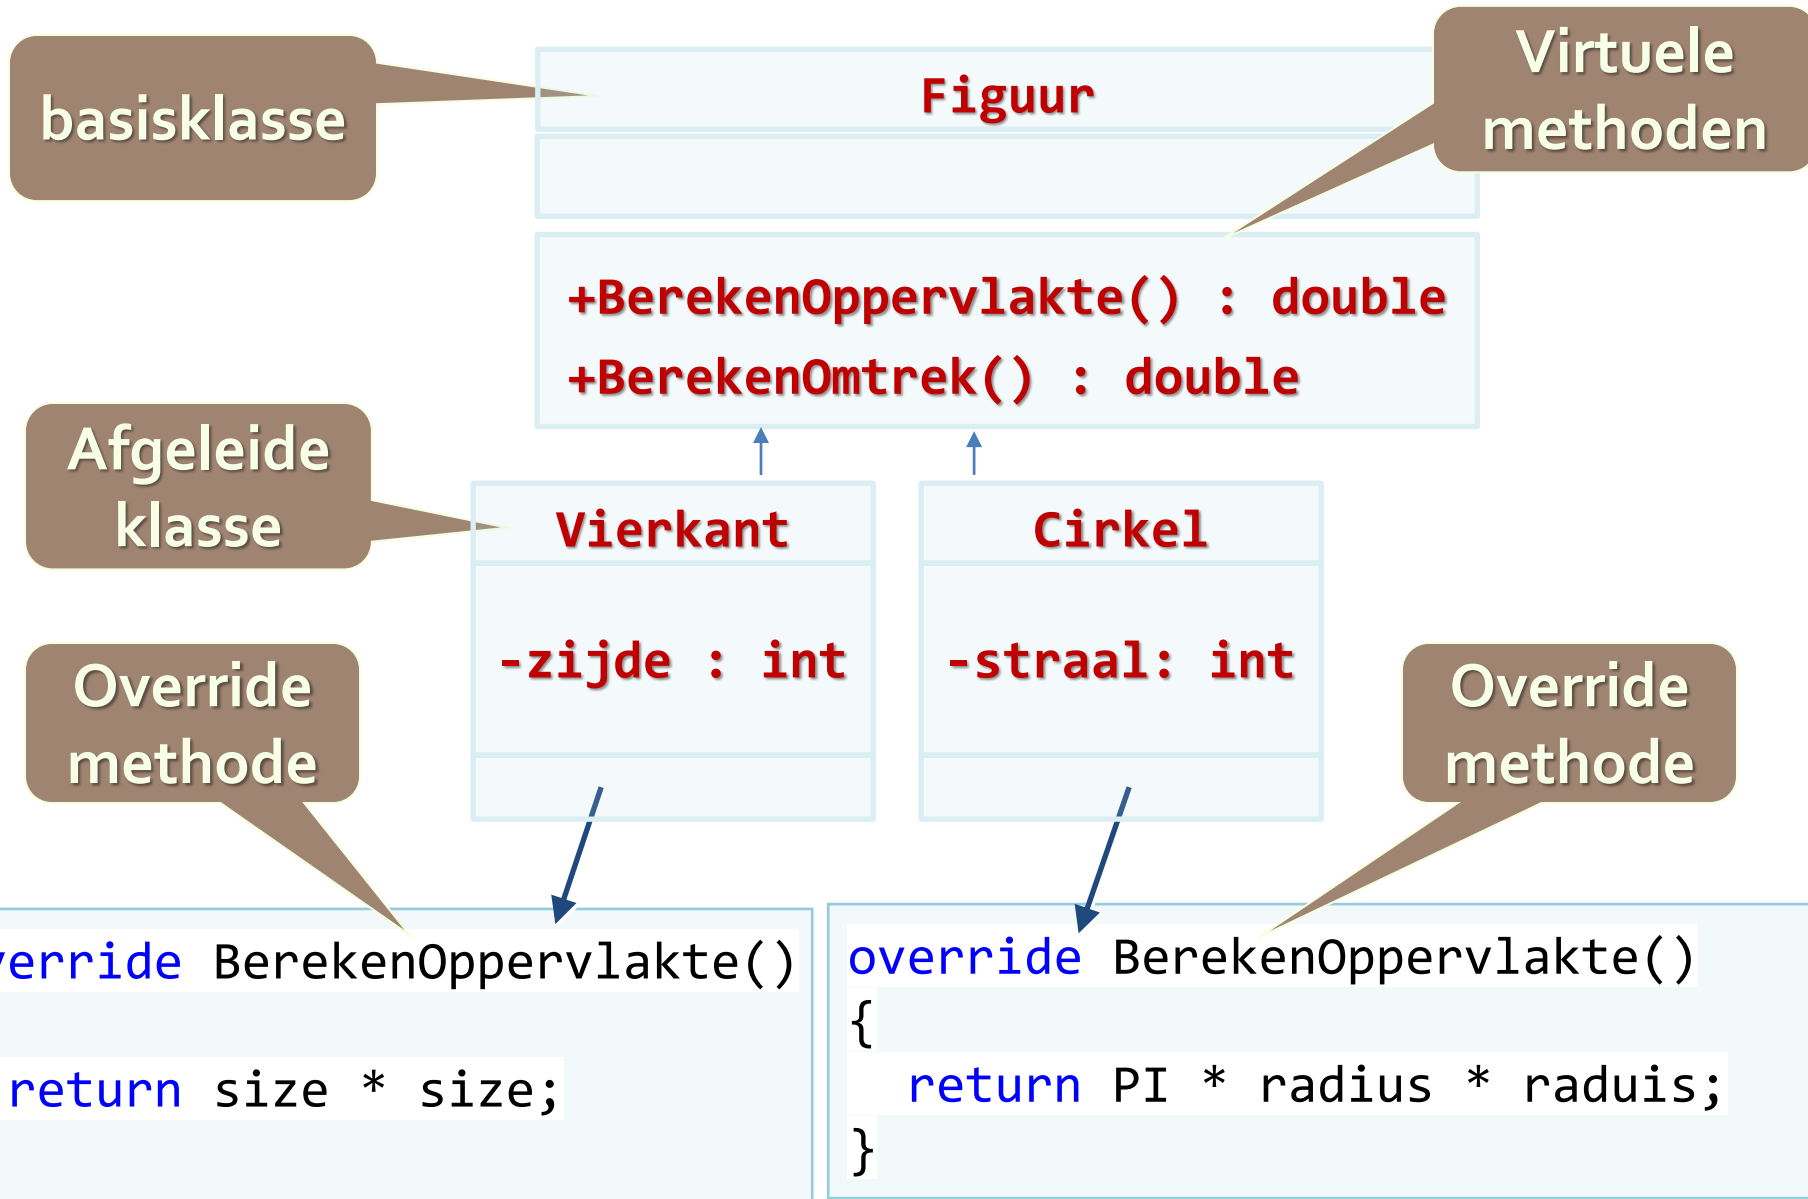 basisklasse
Figuur
Virtuele
methoden
+BerekenOppervlakte() : double
+BerekenOmtrek() : double
Afgeleide
klasse
Vierkant
-zijde : int
Cirkel
-straal: int
Override
methode
Override
methode
verride BerekenOppervlakte()
return size * size;
override BerekenOppervlakte()
{
return PI * radius * raduis;
}